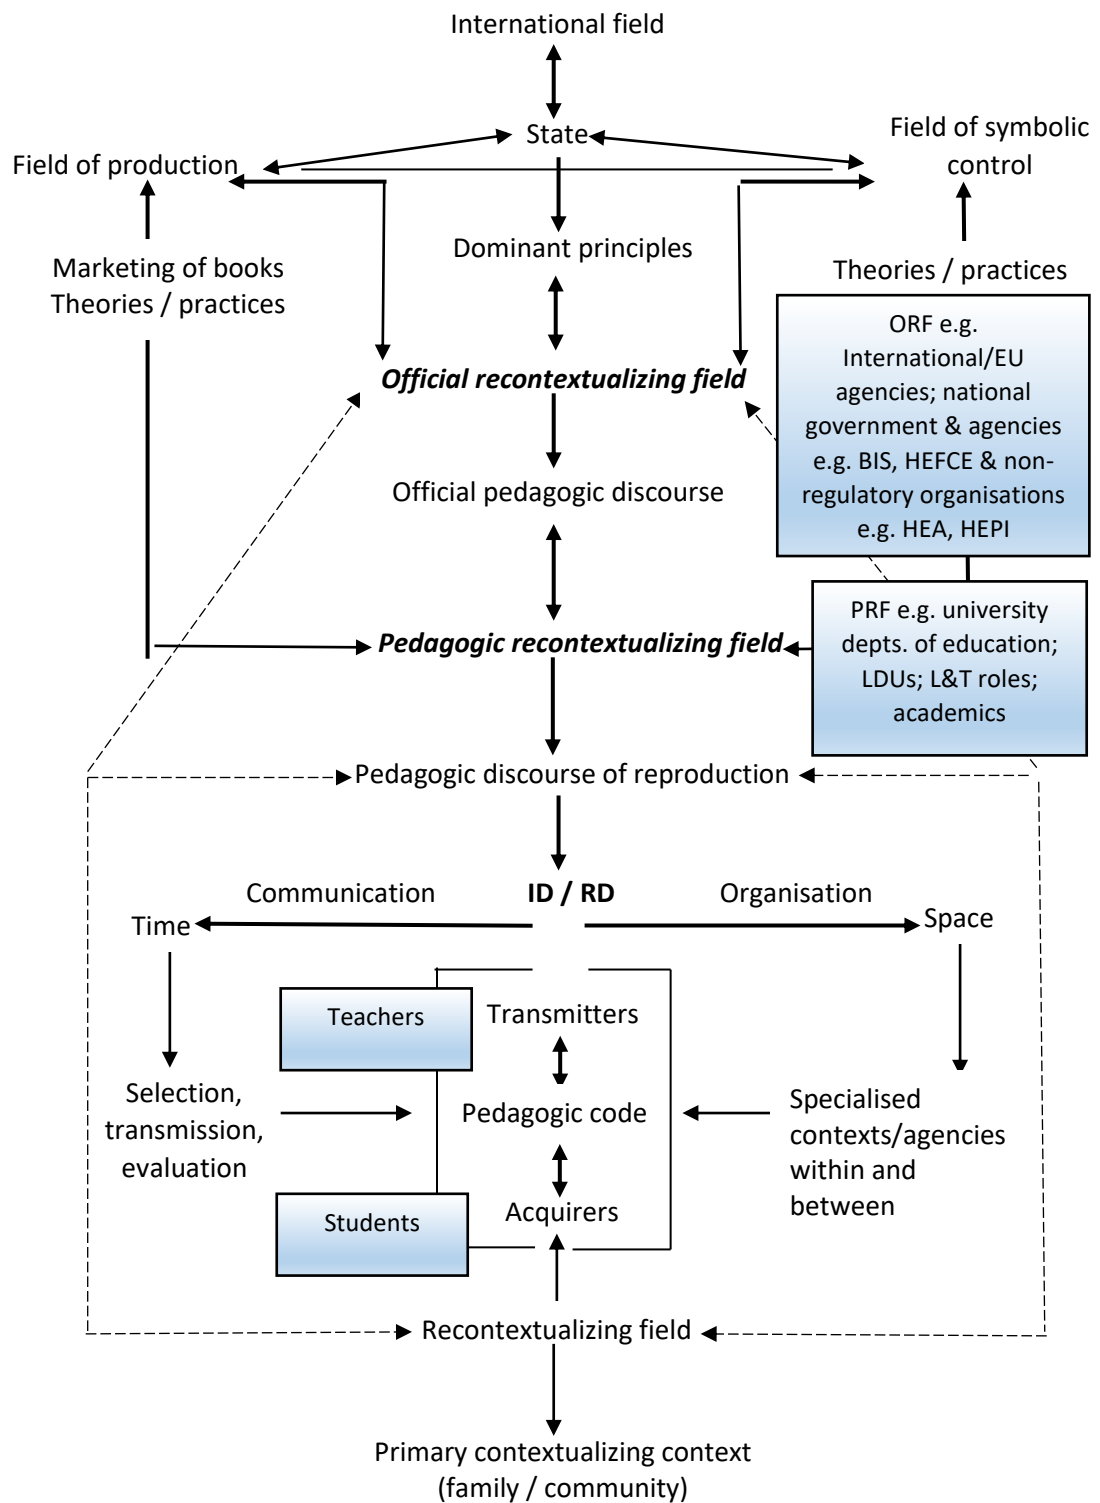 International field
State
Field of symbolic
control
Field of production
Dominant principles
Marketing of books
Theories / practices
Theories / practices
ORF e.g.
International/EU
agencies; national
government & agencies
e.g. BIS, HEFCE & non-
regulatory organisations
e.g. HEA, HEPI
Official recontextualizing field
Official pedagogic discourse
PRF e.g. university
depts. of education;
LDUs; L&T roles;
academics
Pedagogic recontextualizing field
Pedagogic discourse of reproduction
Communication
ID / RD
Organisation
Time
Space
Teachers
Transmitters
Selection,
transmission,
evaluation
Pedagogic code
Specialised
contexts/agencies
within and
between
Students
Acquirers
Recontextualizing field
Primary contextualizing context
(family / community)